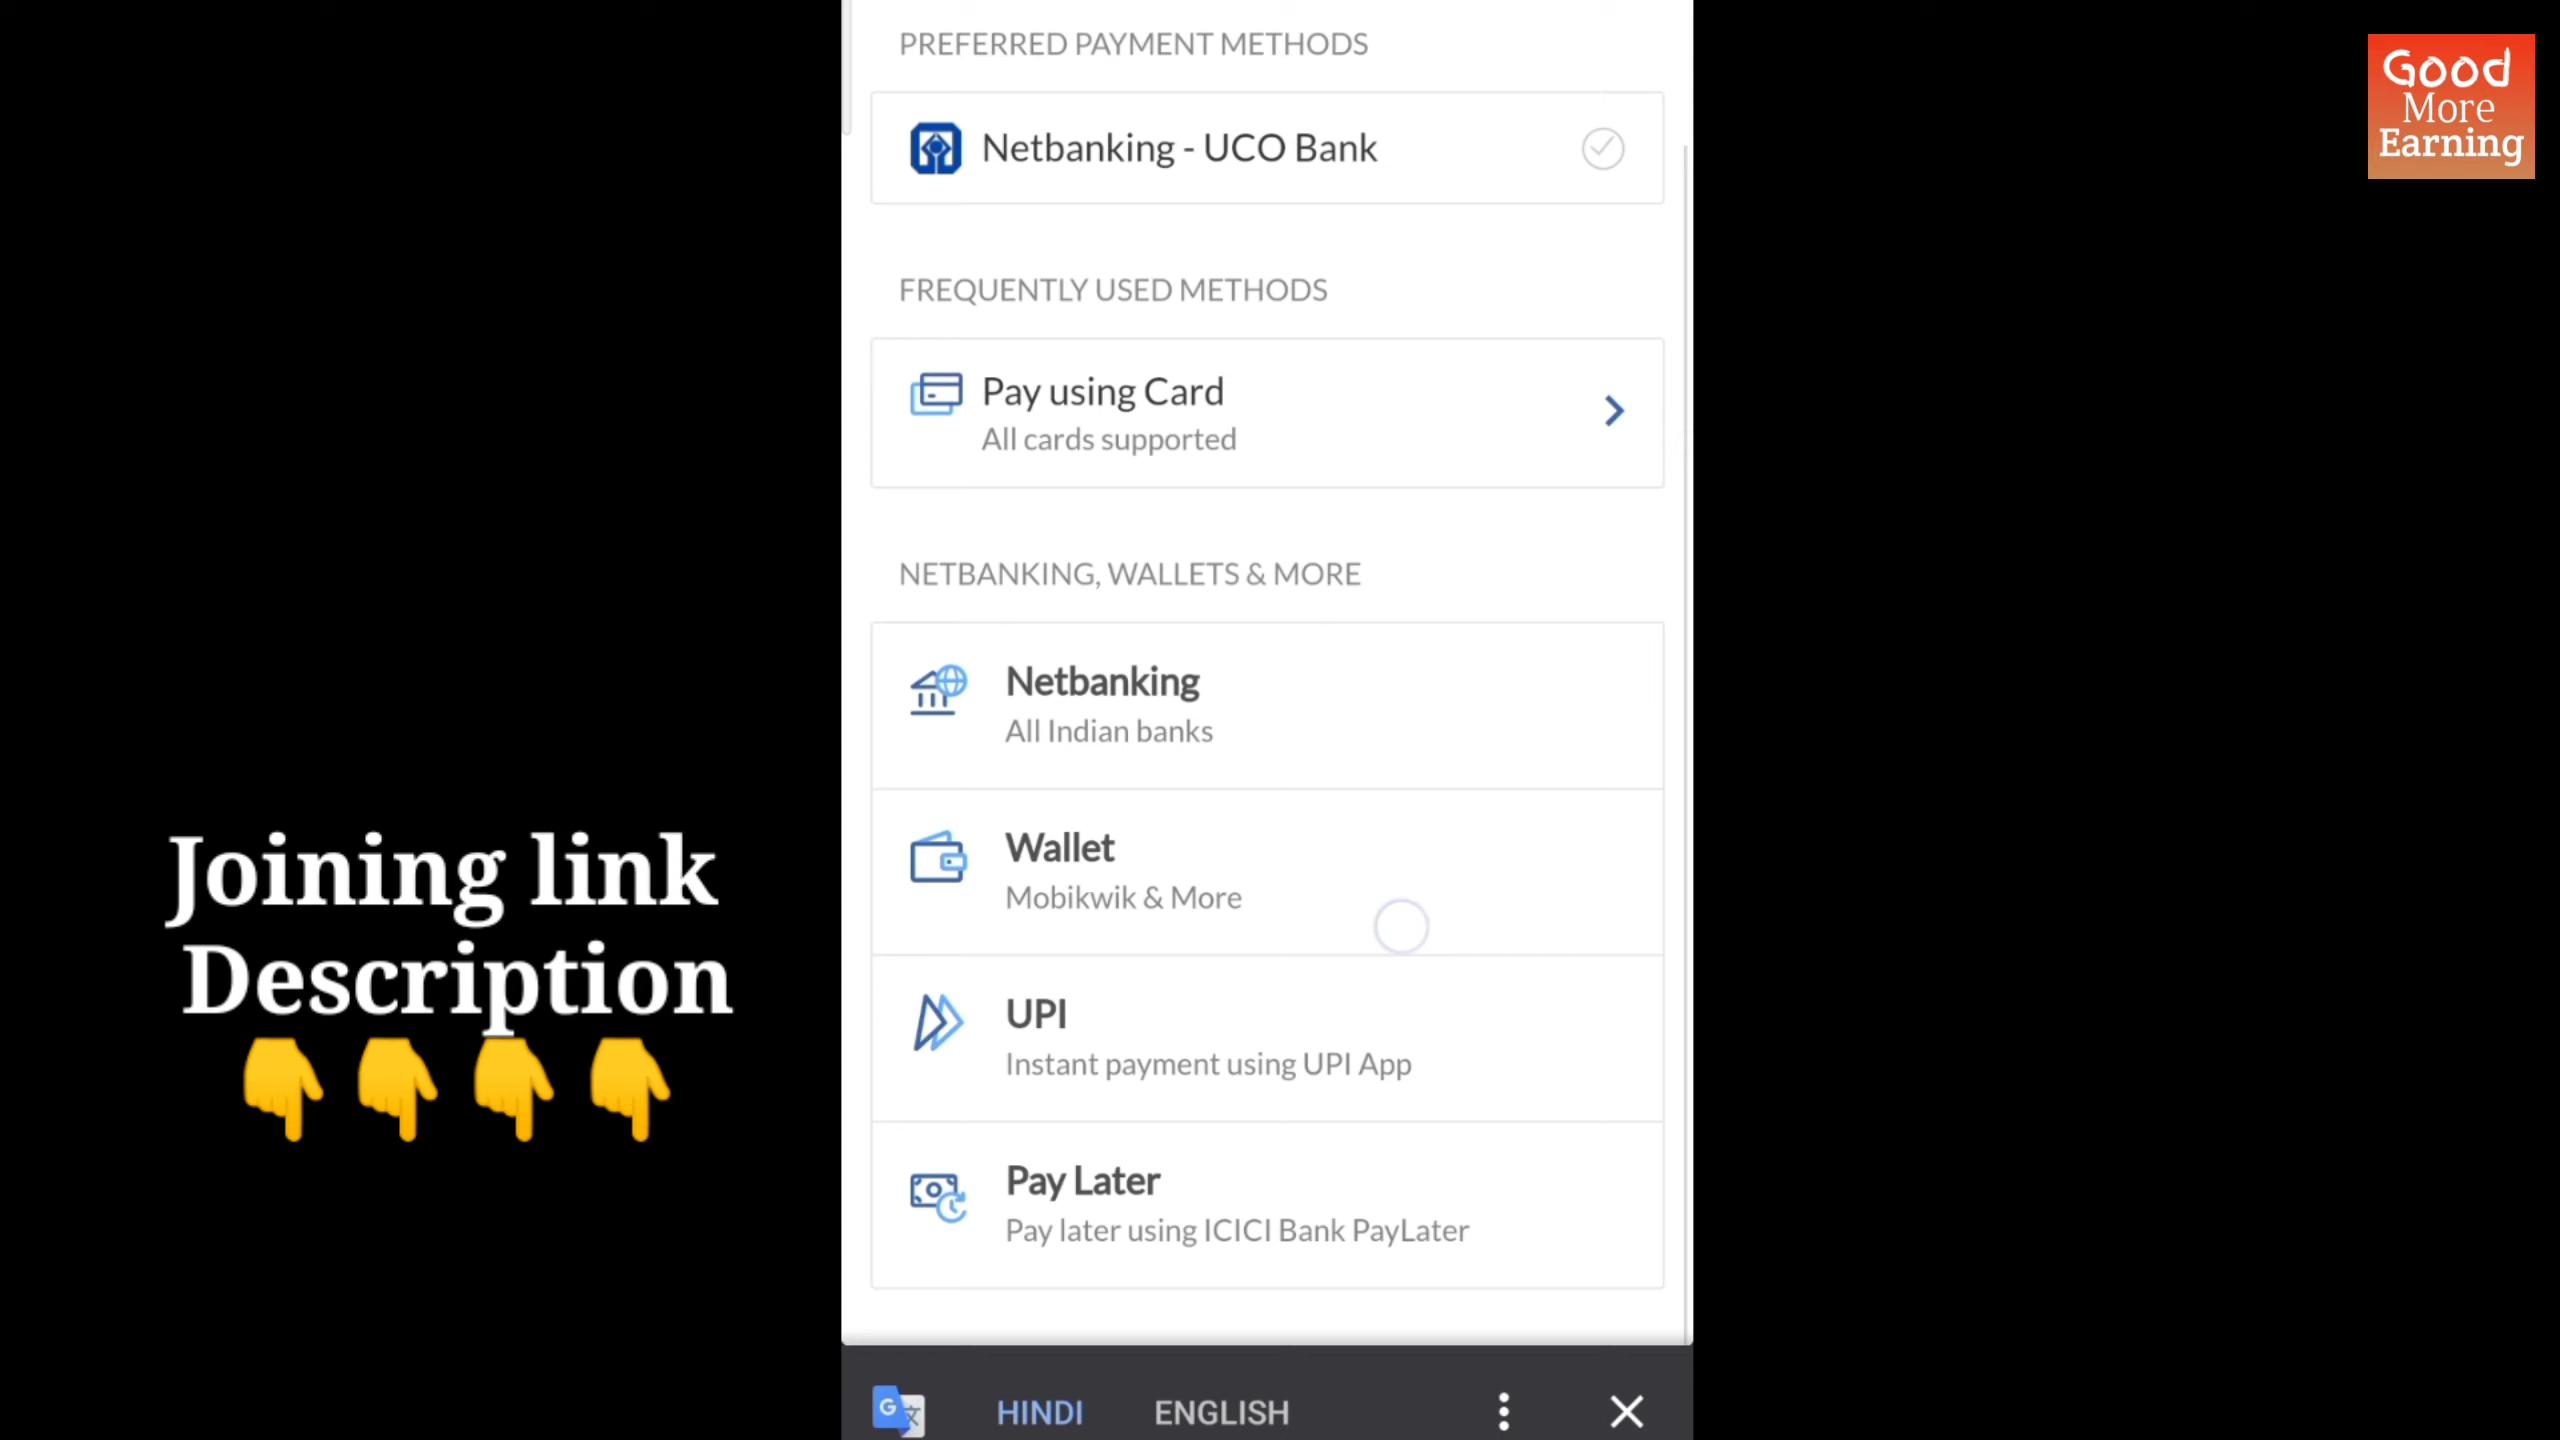 PREFERRED PAYMENT METHODS
Netbanking - UCO Bank
FREQUENTLY USED METHODS
Pay using Card
All cards supported
NETBANKING, WALLETS & MORE
Netbanking
All Indian banks
Wallet
Mobikwik & More
UPI
Instant payment using UPI App
Pay Later
Pay later using ICICI Bank PayLater
HINDI ENGLISH
Joining link
Description
Good
More
Earning